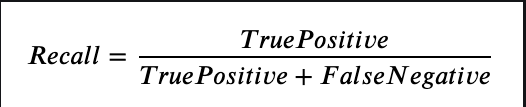 Recall = TruePositive / TruePositive + FalseNegative